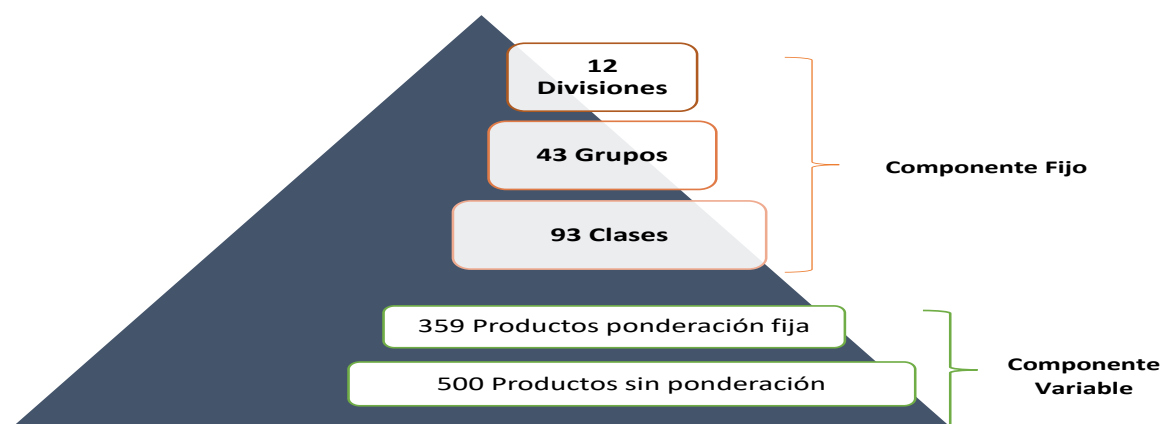 12
Divisiones
43 Grupos
Componente Fijo
93 Clases
359 Productos ponderación fija
500 Productos sin ponderación
Componente
Variable